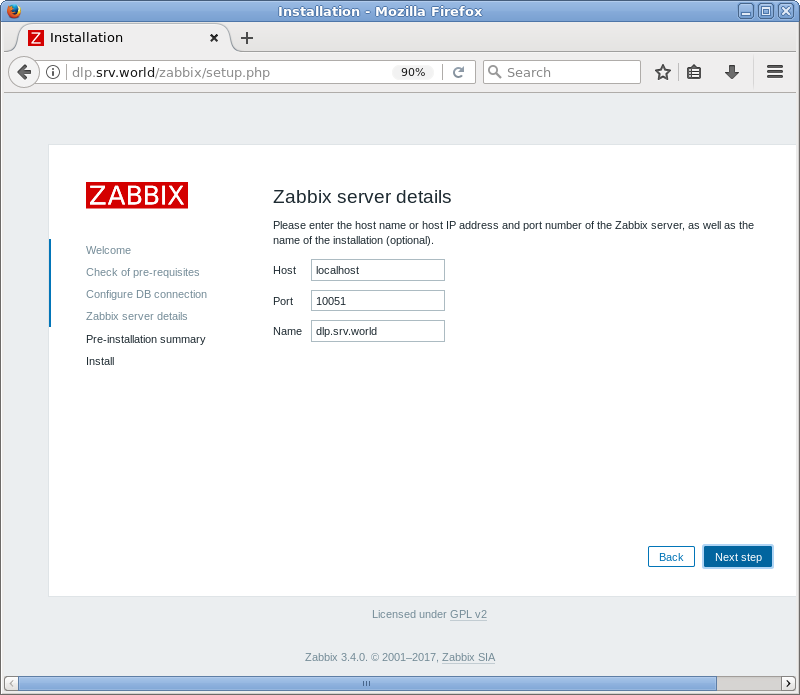 Installation - Mozilla Firefox
Installation
dlp.srv.world/zabbix/setup.php
90%
Search
ZABBIX
Welcome
Check of pre-requisites
Configure DB connection
Zabbix server details
Pre-installation summary
Install
Zabbix server details
Please enter the host name or host IP address and port number of the Zabbix server, as well as the
name of the installation (optional).
Host localhost
Port 10051
Name dlp.srv.world
Back Next step
Licensed under GPL v2
Zabbix 3.4.0. © 2001–2017, Zabbix SIA